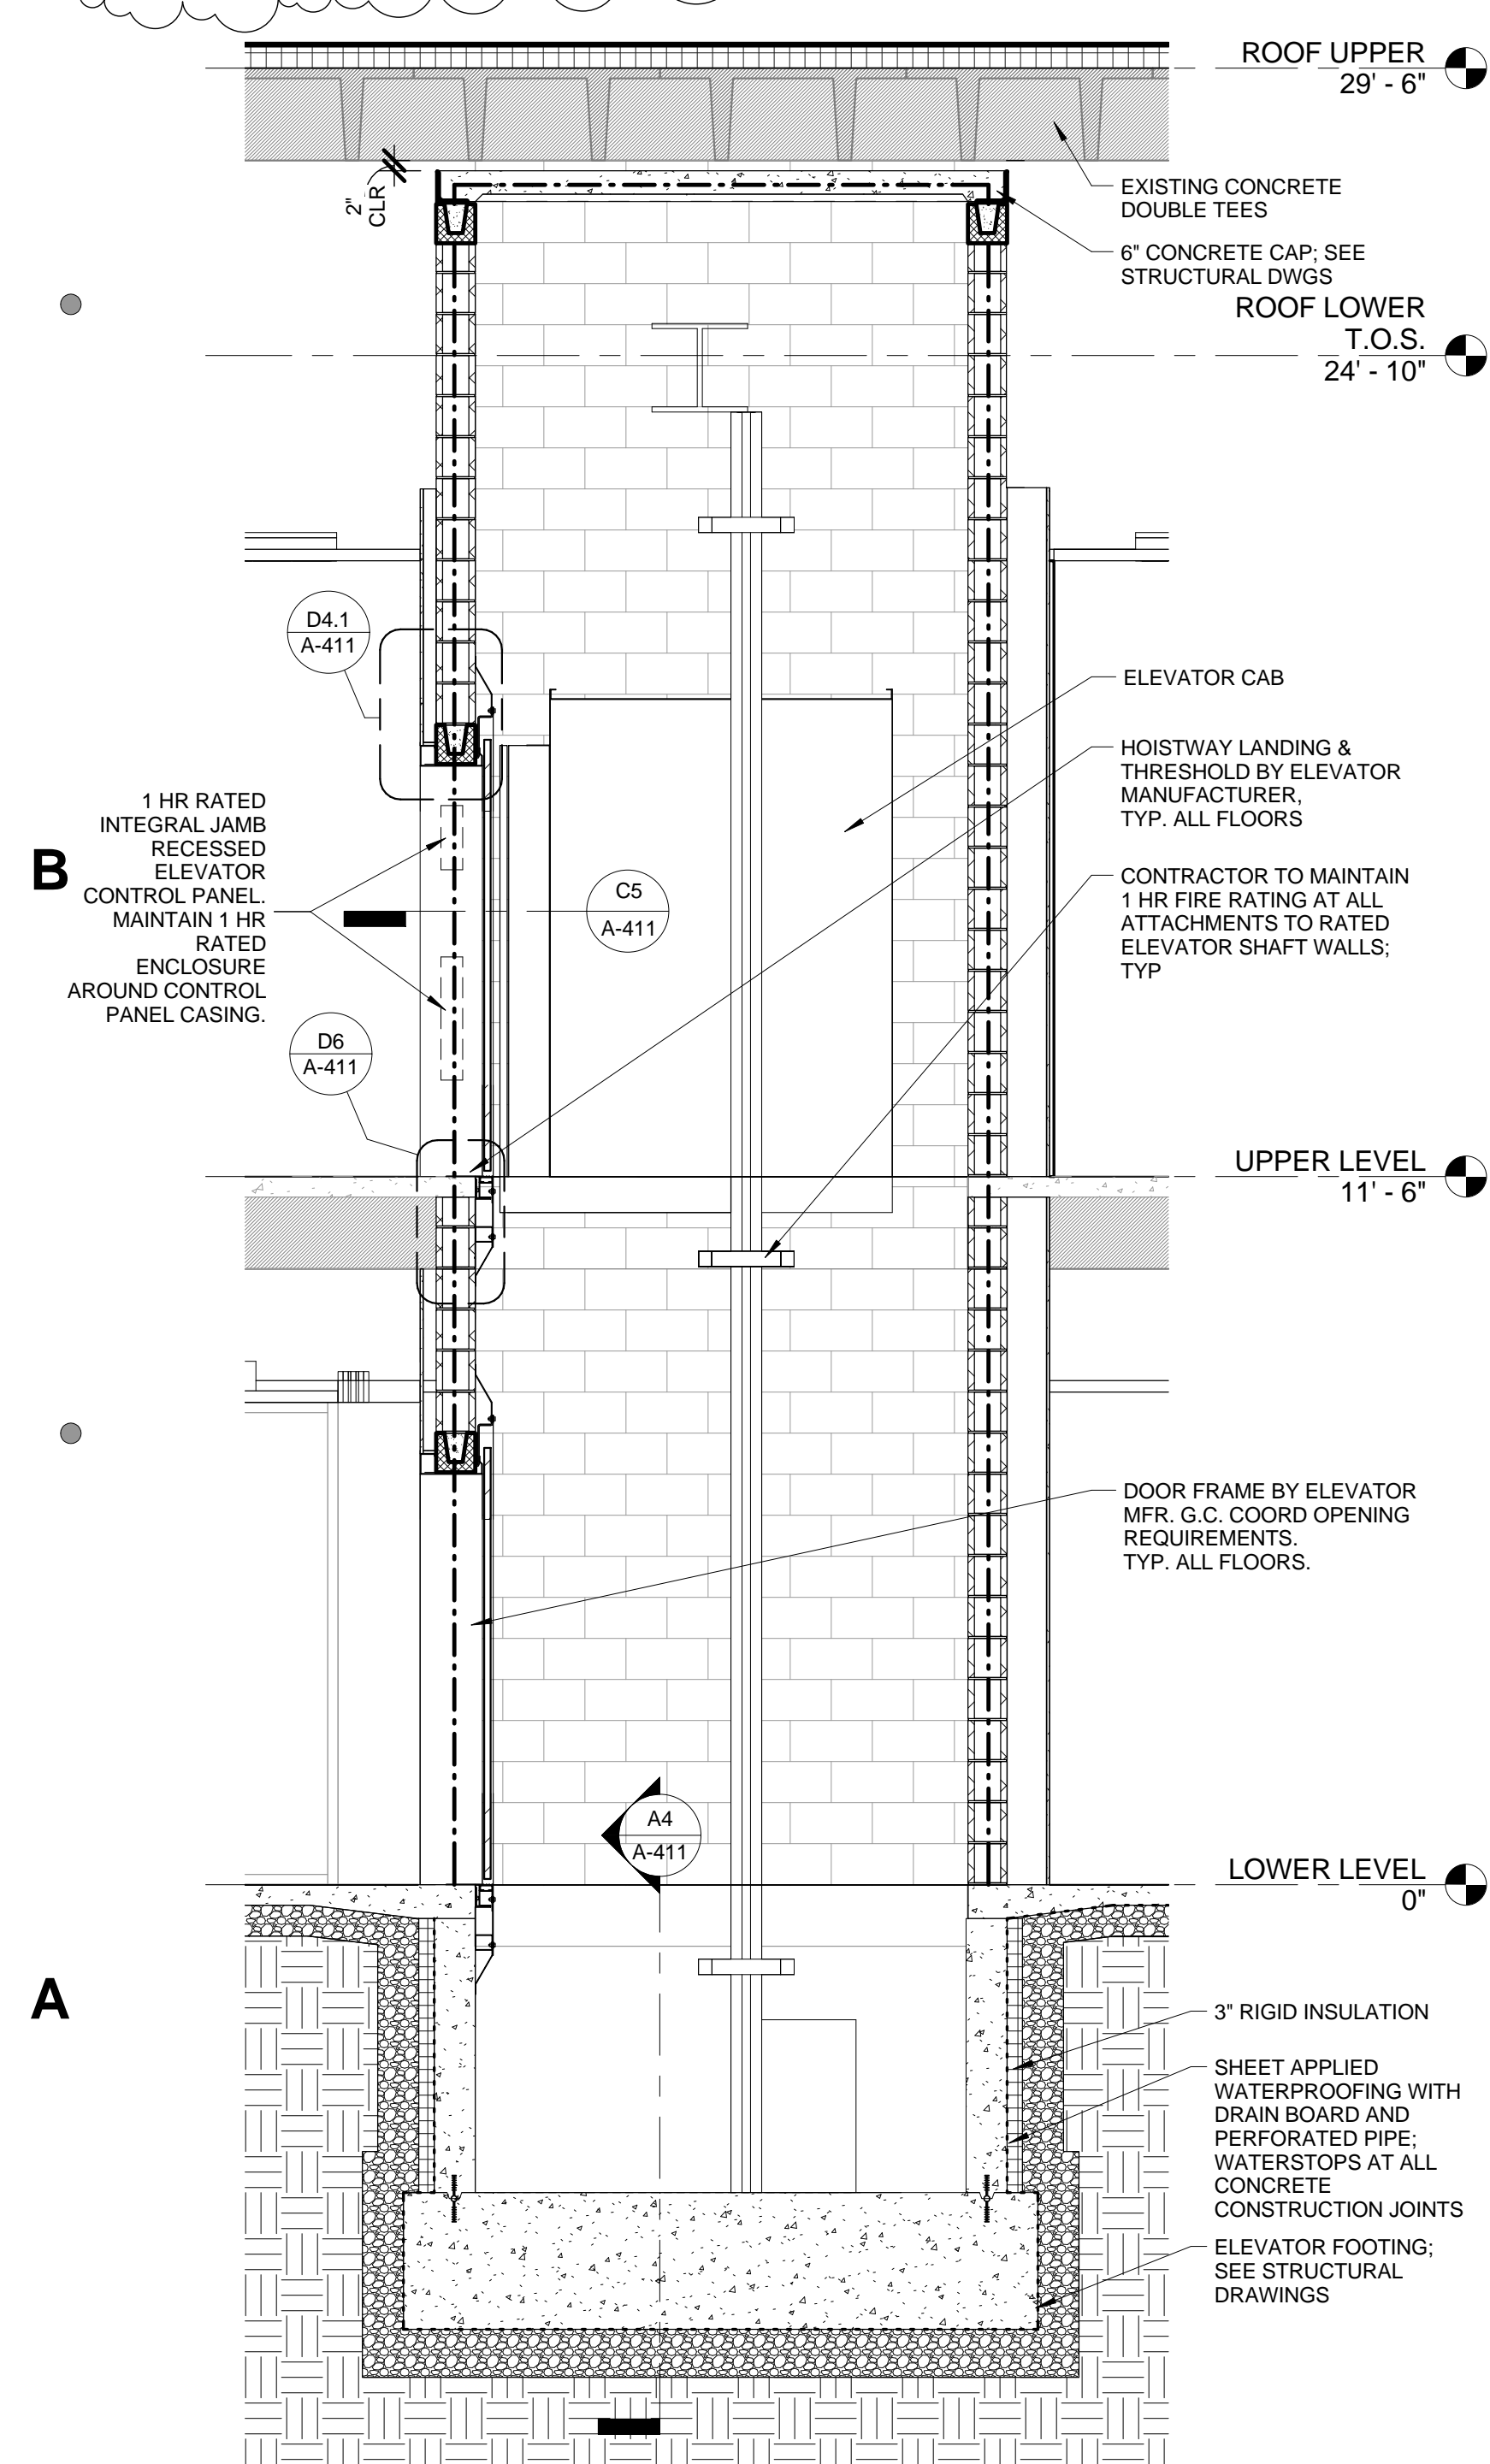 ROOF UPPER
29' - 6"
2"
CLR
EXISTING CONCRETE
DOUBLE TEES
6" CONCRETE CAP; SEE
STRUCTURAL DWGS
ROOF LOWER
T.O.S.
24' - 10"
D4.1
A-411
ELEVATOR CAB
HOISTWAY LANDING &
THRESHOLD BY ELEVATOR
MANUFACTURER,
TYP. ALL FLOORS
1 HR RATED
INTEGRAL JAMB
RECESSED
ELEVATOR
CONTROL PANEL.
MAINTAIN 1 HR
RATED
ENCLOSURE
AROUND CONTROL
PANEL CASING.
B
C5
A-411
CONTRACTOR TO MAINTAIN
1 HR FIRE RATING AT ALL
ATTACHMENTS TO RATED
ELEVATOR SHAFT WALLS;
TYP
D6
A-411
UPPER LEVEL
11' - 6"
DOOR FRAME BY ELEVATOR
MFR. G.C. COORD OPENING
REQUIREMENTS.
TYP. ALL FLOORS.
A4
A-411
LOWER LEVEL
0"
A
3" RIGID INSULATION
SHEET APPLIED
WATERPROOFING WITH
DRAIN BOARD AND
PERFORATED PIPE;
WATERSTOPS AT ALL
CONCRETE
CONSTRUCTION JOINTS
ELEVATOR FOOTING;
SEE STRUCTURAL
DRAWINGS